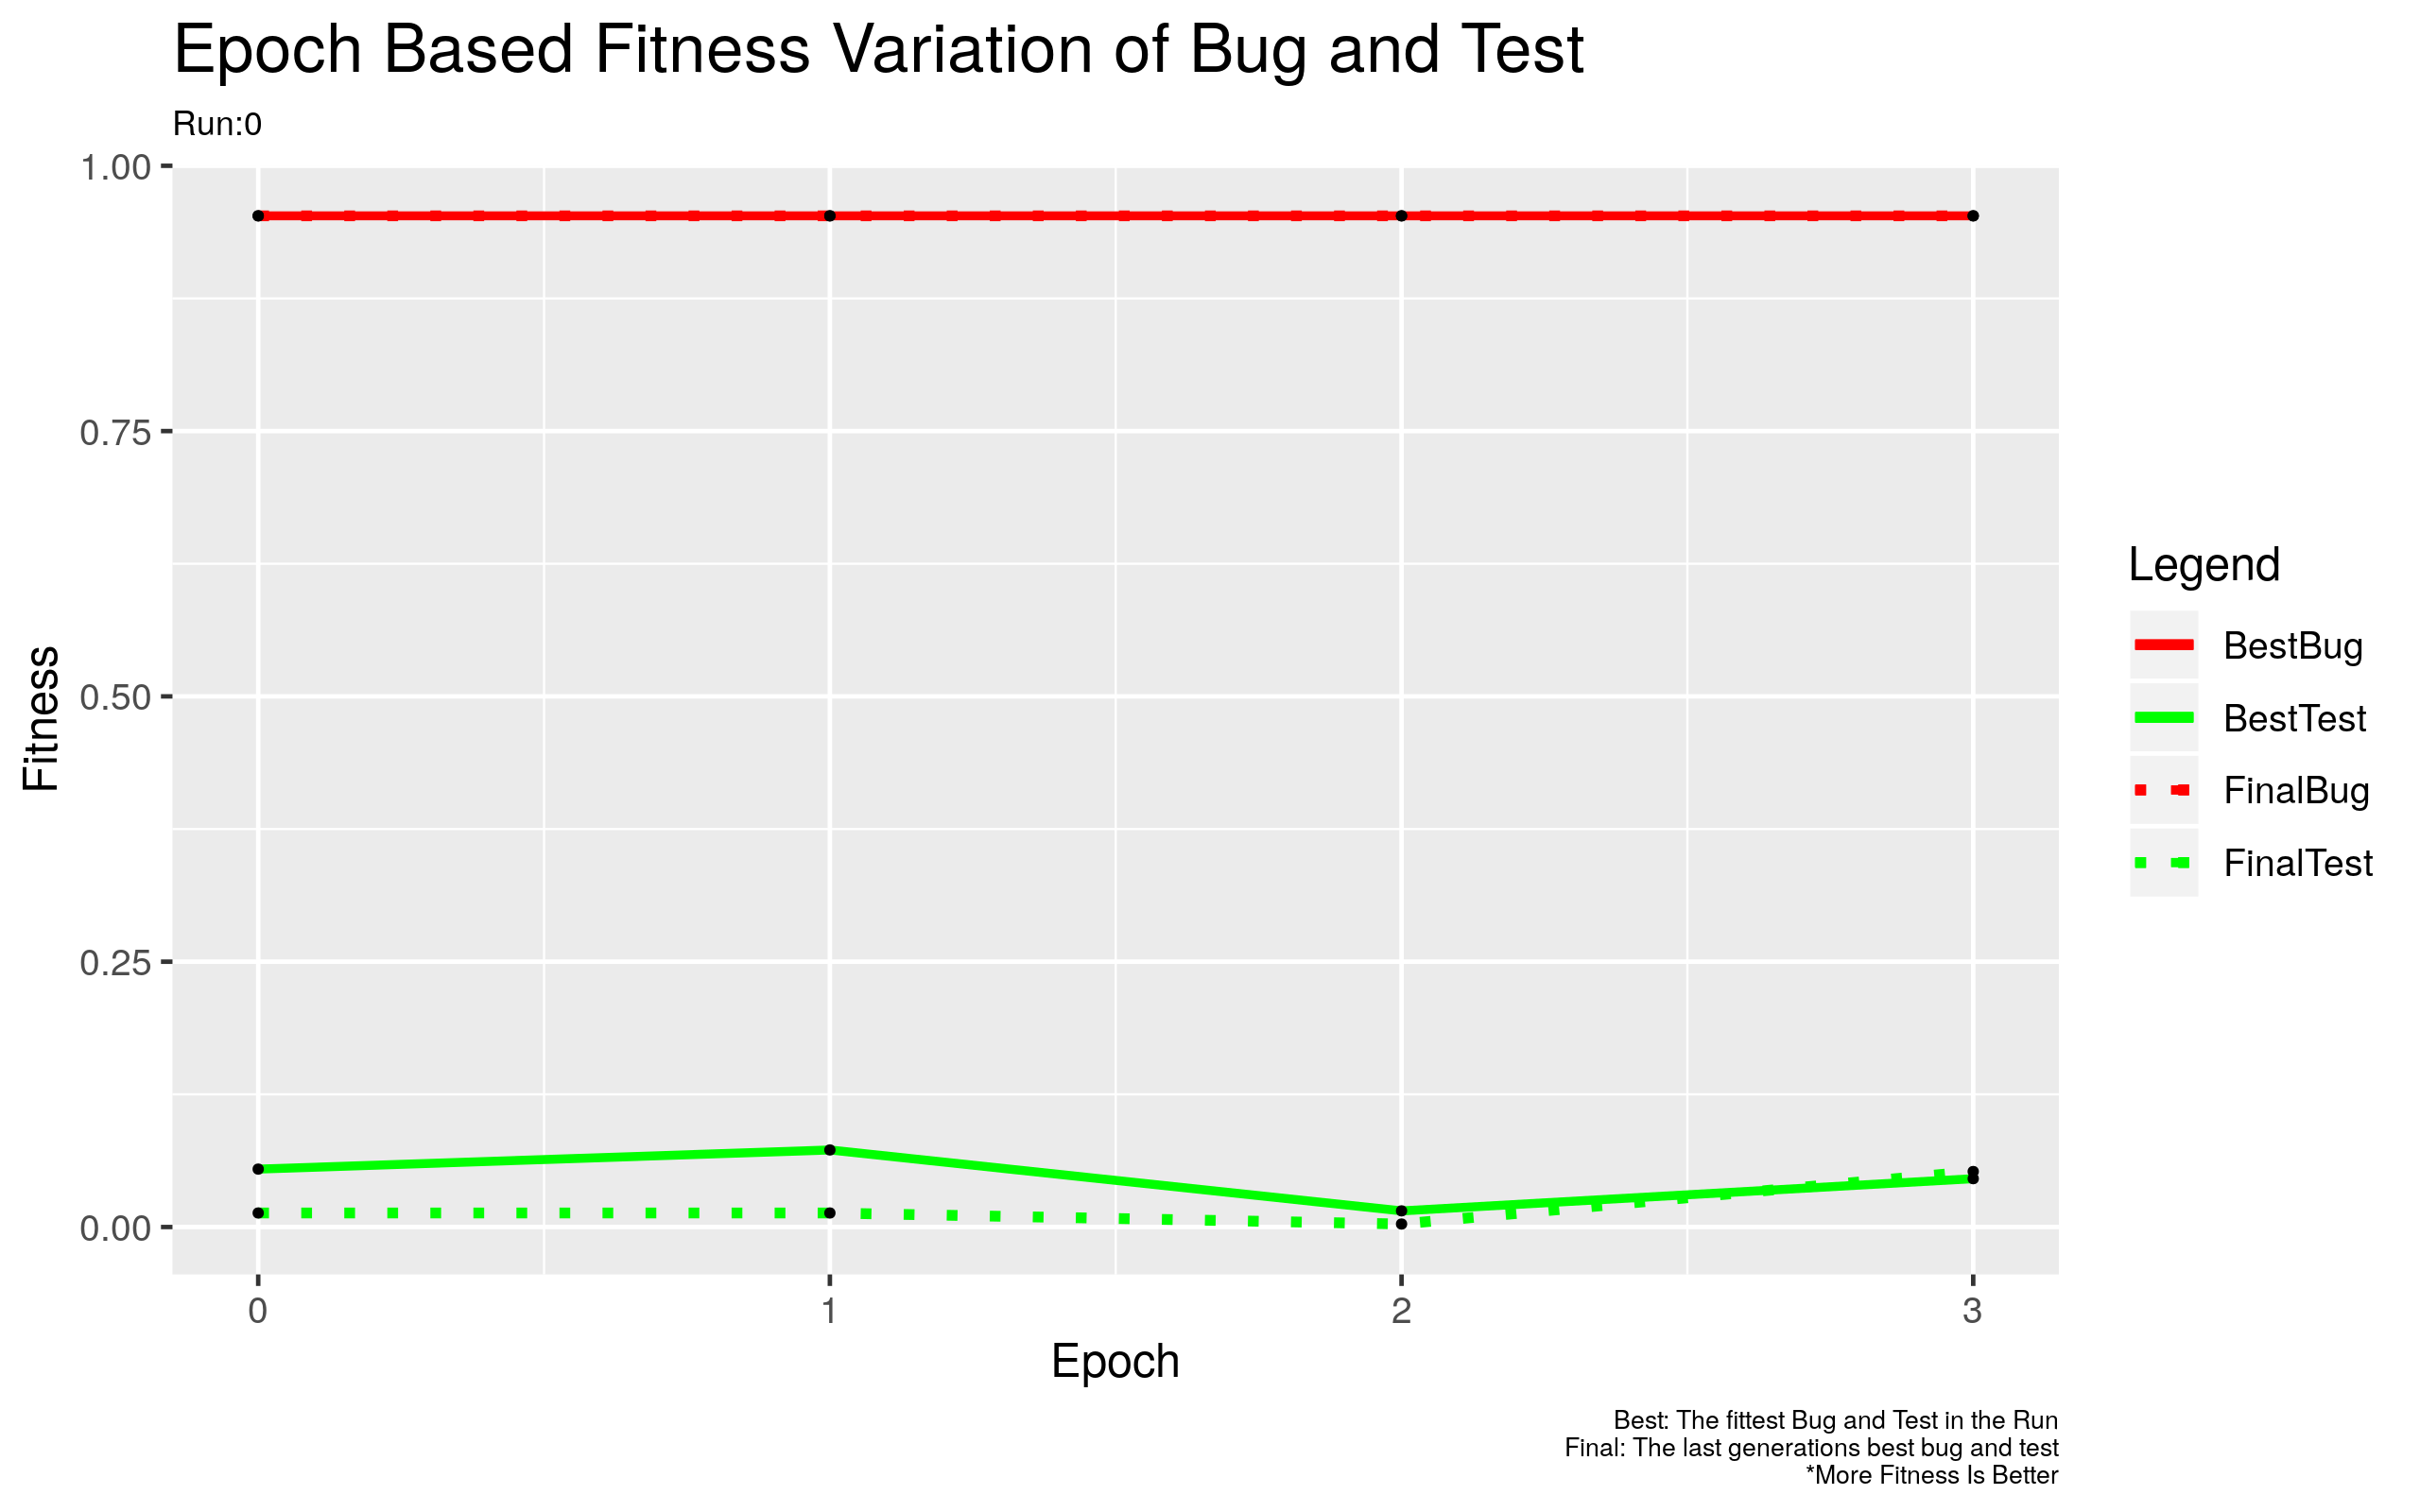 Epoch Based Fitness Variation of Bug and Test
Run:0
1.00
0.75
0.50
0.25
0.00
Fitness
0 1 2 3
Epoch
Legend
BestBug
BestTest
FinalBug
FinalTest
Best: The fittest Bug and Test in the Run
Final: The last generations best bug and test
*More Fitness Is Better